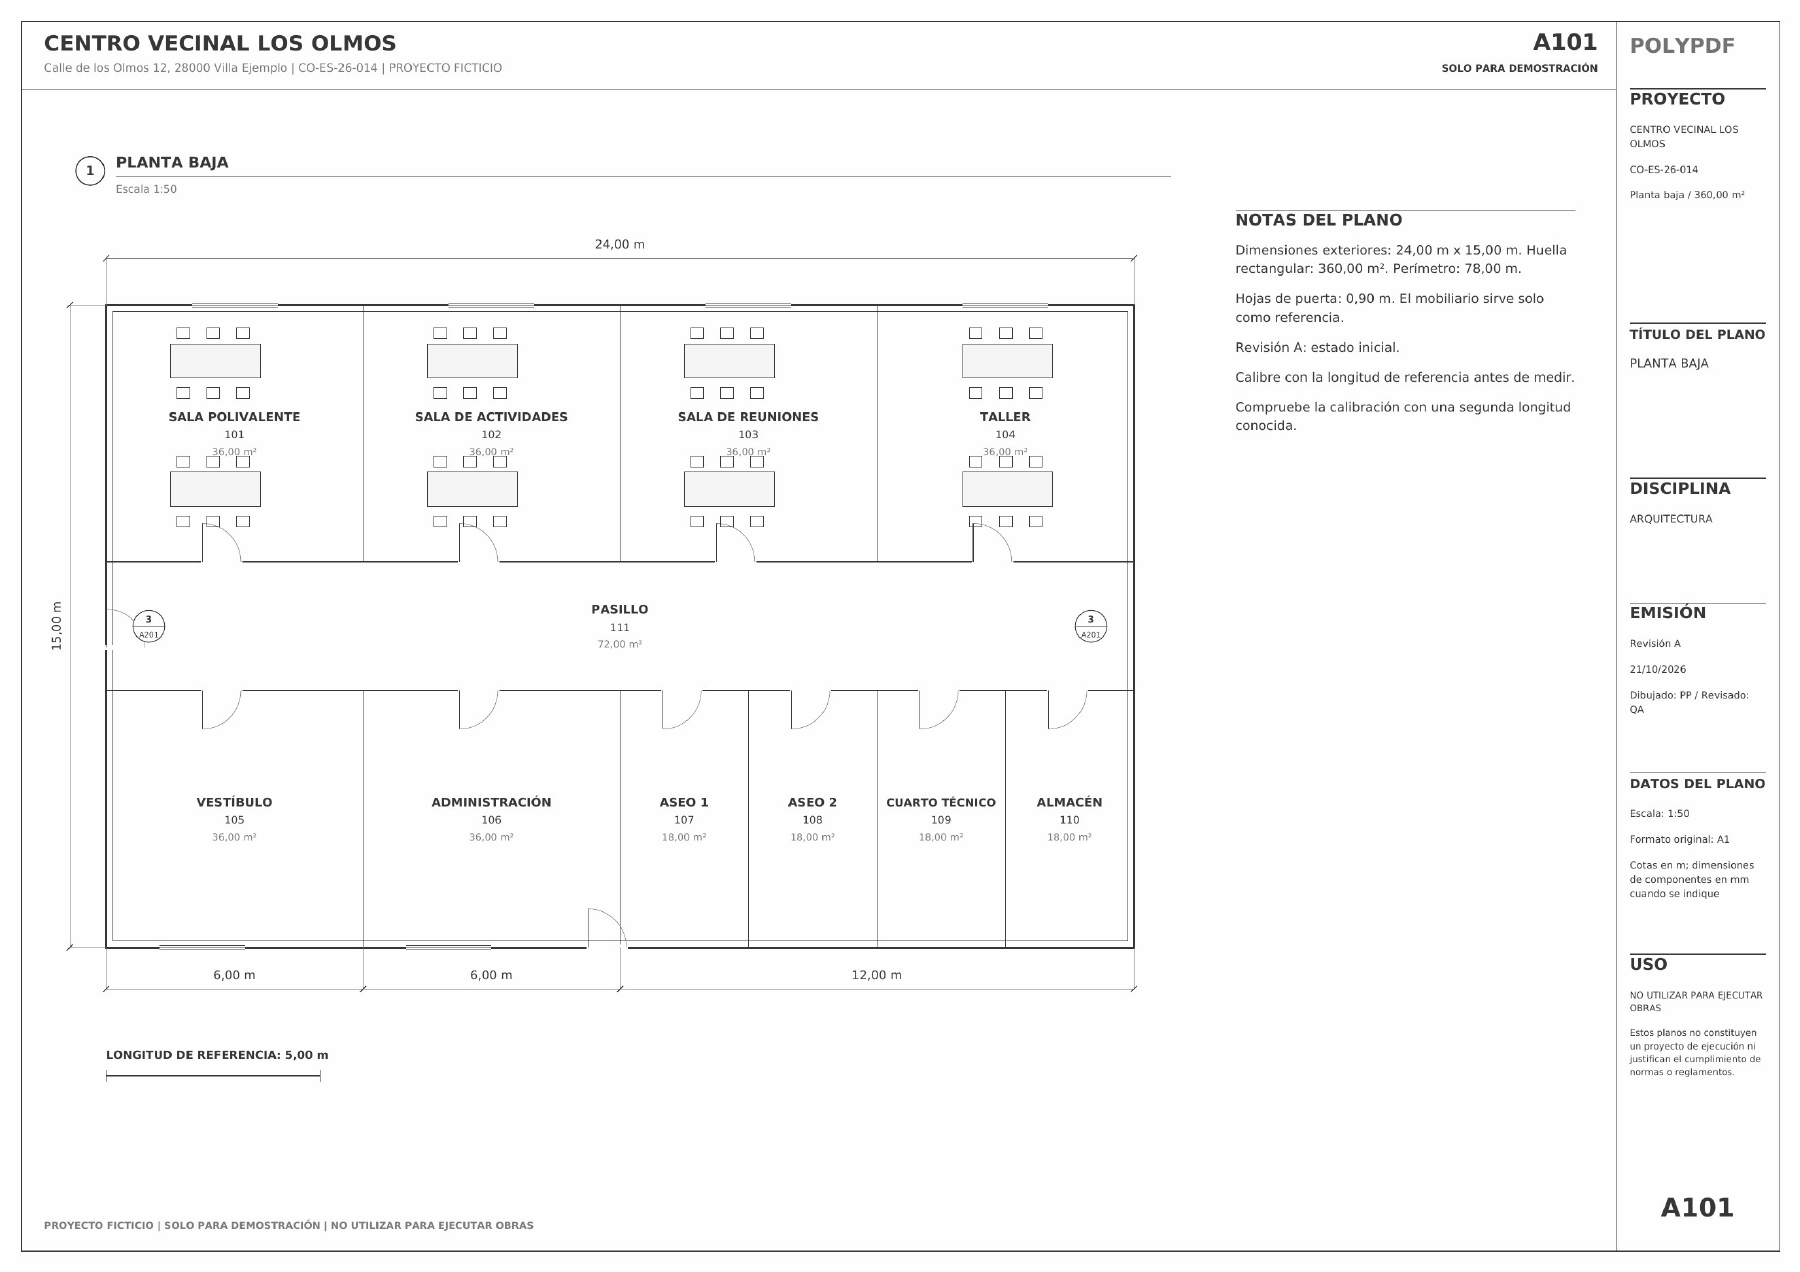 CENTRO VECINAL LOS OLMOS
Calle de los Olmos 12, 28000 Villa Ejemplo | CO-ES-26-014 | PROYECTO FICTICIO
A101
SOLO PARA DEMOSTRACIÓN
1
PLANTA BAJA
Escala 1:50
24,00 m
15,00 m
SALA POLIVALENTE
101
36,00 m²
SALA DE ACTIVIDADES
102
36,00 m²
SALA DE REUNIONES
103
36,00 m²
TALLER
104
36,00 m²
3
A201
PASILLO
111
72,00 m²
3
A201
VESTÍBULO
105
36,00 m²
ADMINISTRACIÓN
106
36,00 m²
ASEO 1
107
18,00 m²
ASEO 2
108
18,00 m²
CUARTO TÉCNICO
109
18,00 m²
ALMACÉN
110
18,00 m²
6,00 m
6,00 m
12,00 m
LONGITUD DE REFERENCIA: 5,00 m
NOTAS DEL PLANO
Dimensiones exteriores: 24,00 m x 15,00 m. Huella
rectangular: 360,00 m². Perímetro: 78,00 m.
Hojas de puerta: 0,90 m. El mobiliario sirve solo
como referencia.
Revisión A: estado inicial.
Calibre con la longitud de referencia antes de medir.
Compruebe la calibración con una segunda longitud
conocida.
POLYPDF
PROYECTO
CENTRO VECINAL LOS
OLMOS
CO-ES-26-014
Planta baja / 360,00 m²
TÍTULO DEL PLANO
PLANTA BAJA
DISCIPLINA
ARQUITECTURA
EMISIÓN
Revisión A
21/10/2026
Dibujado: PP / Revisado:
QA
DATOS DEL PLANO
Escala: 1:50
Formato original: A1
Cotas en m; dimensiones
de componentes en mm
cuando se indique
USO
NO UTILIZAR PARA EJECUTAR
OBRAS
Estos planos no constituyen
un proyecto de ejecución ni
justifican el cumplimiento de
normas o reglamentos.
A101
PROYECTO FICTICIO | SOLO PARA DEMOSTRACIÓN | NO UTILIZAR PARA EJECUTAR OBRAS